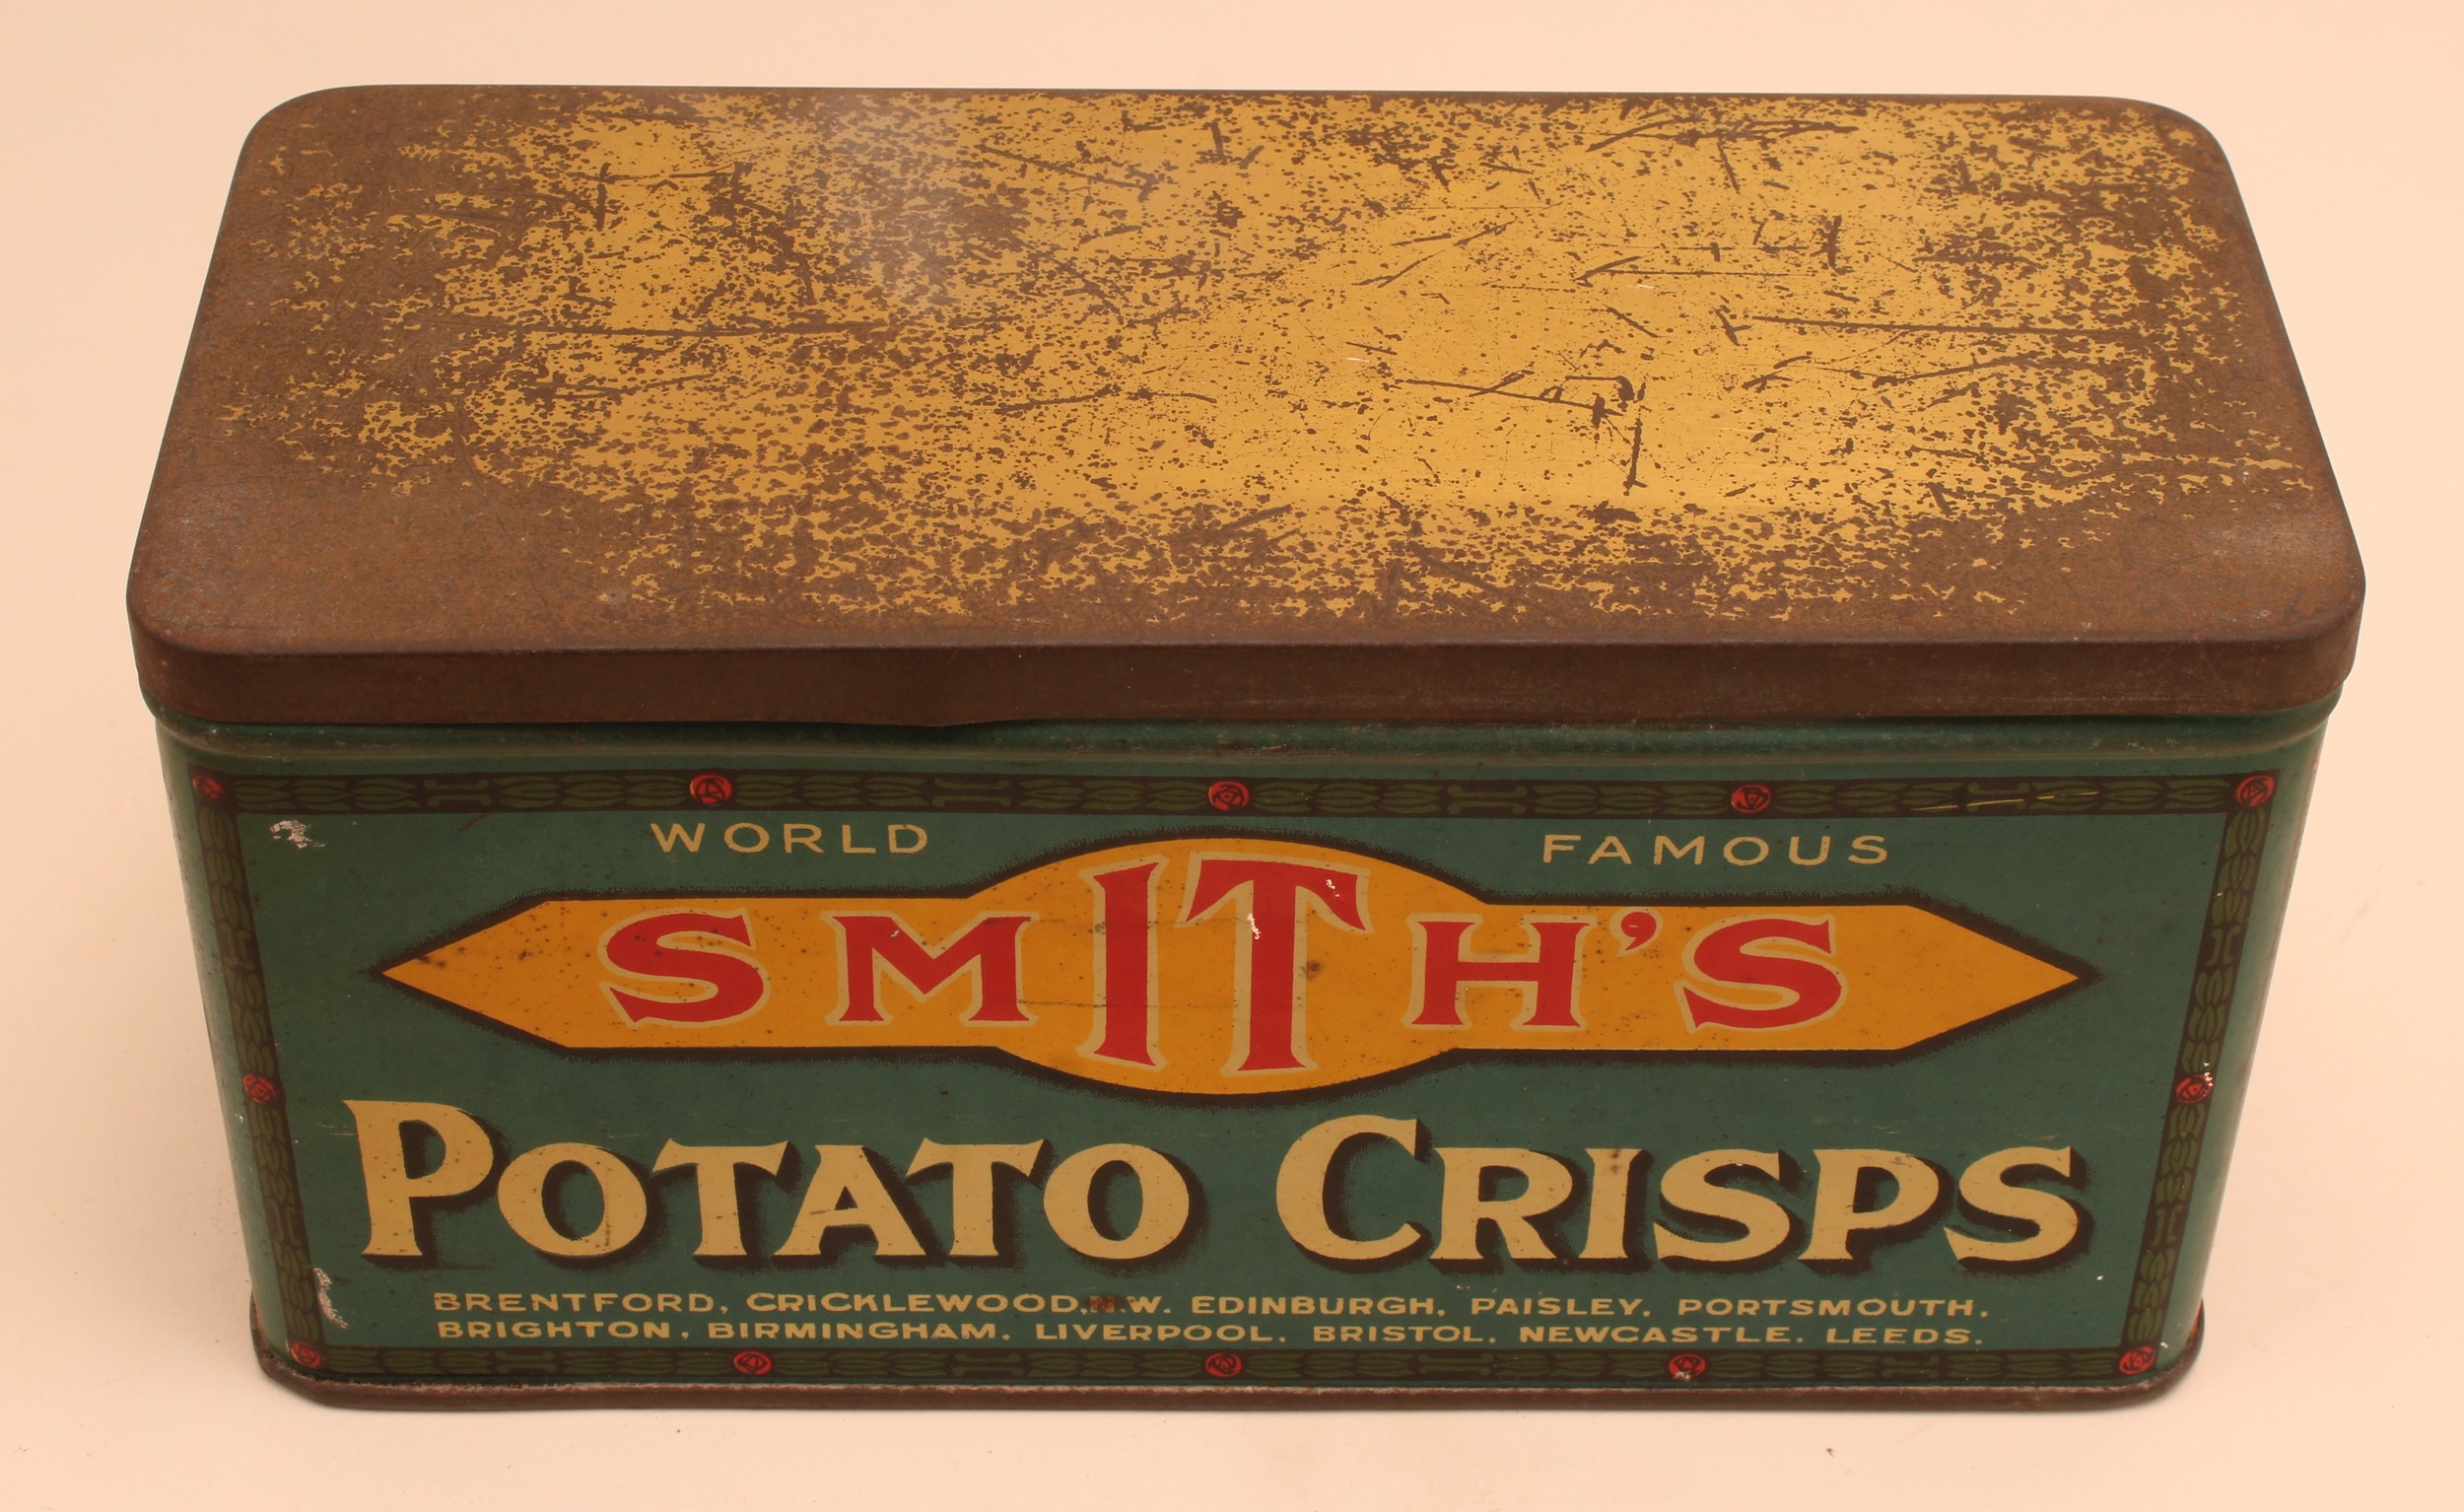 WORLD FAMOUS
SMITH'S
POTATO CRISPS
BRENTFORD, CRICKLEWOOD, N.W. EDINBURGH. PAISLEY. PORTSMOUTH.
BRIGHTON, BIRMINGHAM. LIVERPOOL. BRISTOL. NEWCASTLE. LEEDS.